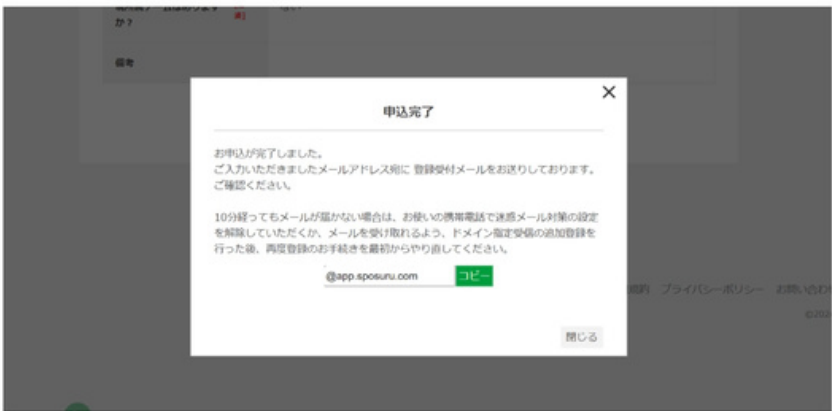 か?
備考
申込完了
お申込が完了しました。
ご入力いただきましたメールアドレス宛に 登録受付メールをお送りしております。
ご確認ください。
10分経ってもメールが届かない場合は、お使いの携帯電話で迷惑メール対策の設定
を解除していただくか、メールを受け取れるよう、ドメイン指定受信の追加登録を
行った後、再度登録のお手続きを最初からやり直してください。
@app.sposuru.com コピー
プライバシーポリシー お問い合わ
閉じる